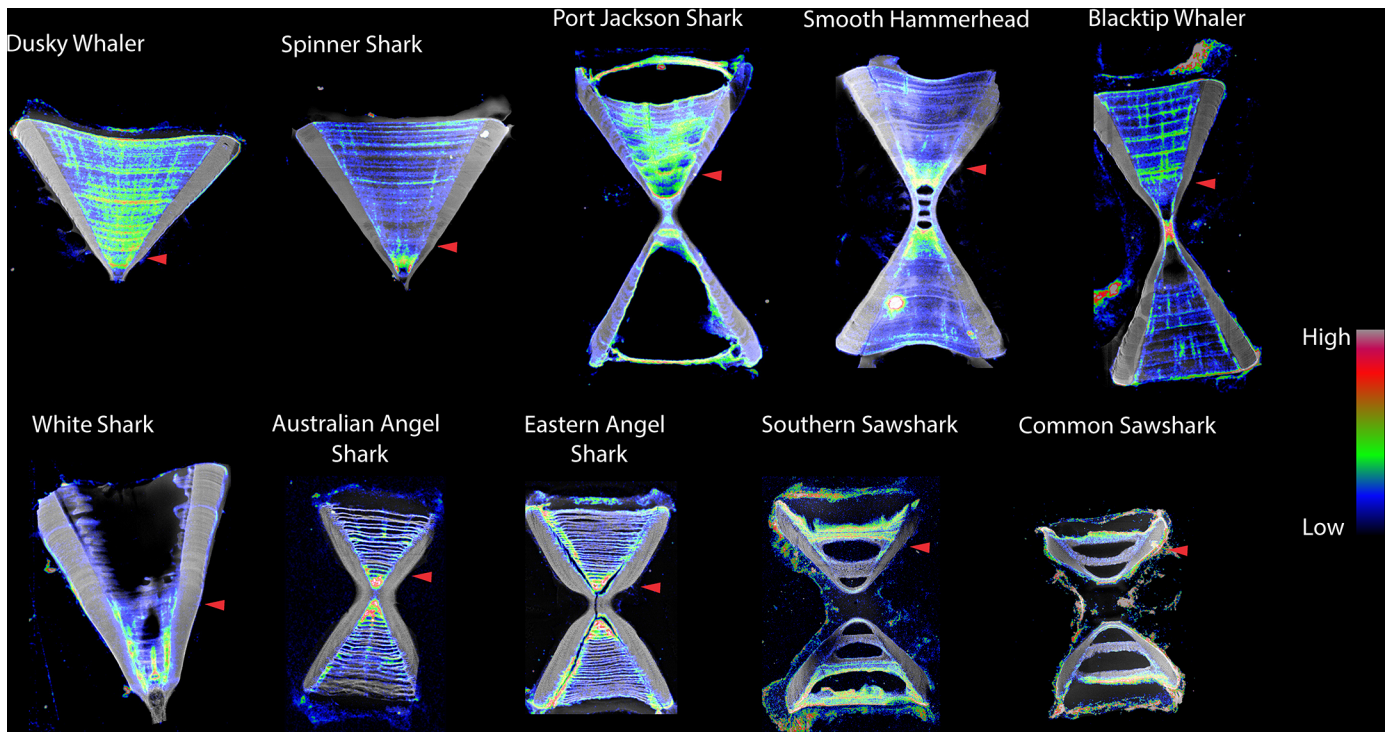 Dusky Whaler
Spinner Shark
Port Jackson Shark
Smooth Hammerhead
Blacktip Whaler
High
Low
White Shark
Australian Angel
Shark
Eastern Angel
Shark
Southern Sawshark
Common Sawshark